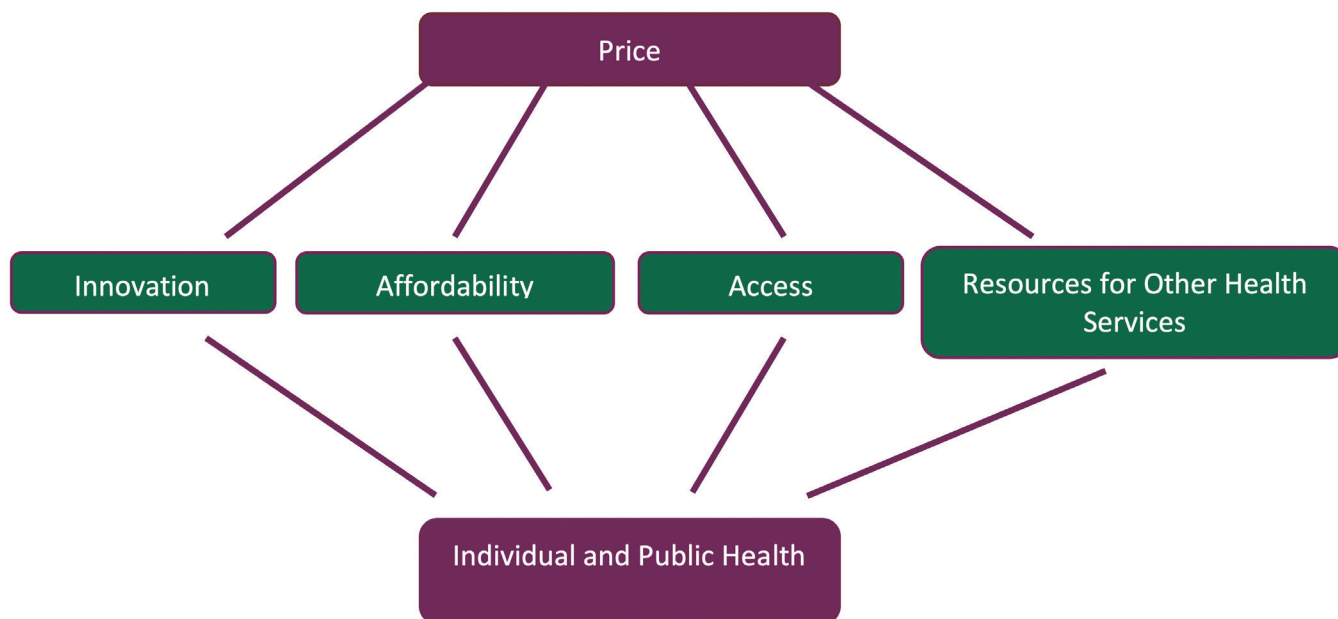 Price
Innovation
Affordability
Access
Resources for Other Health
Services
Individual and Public Health